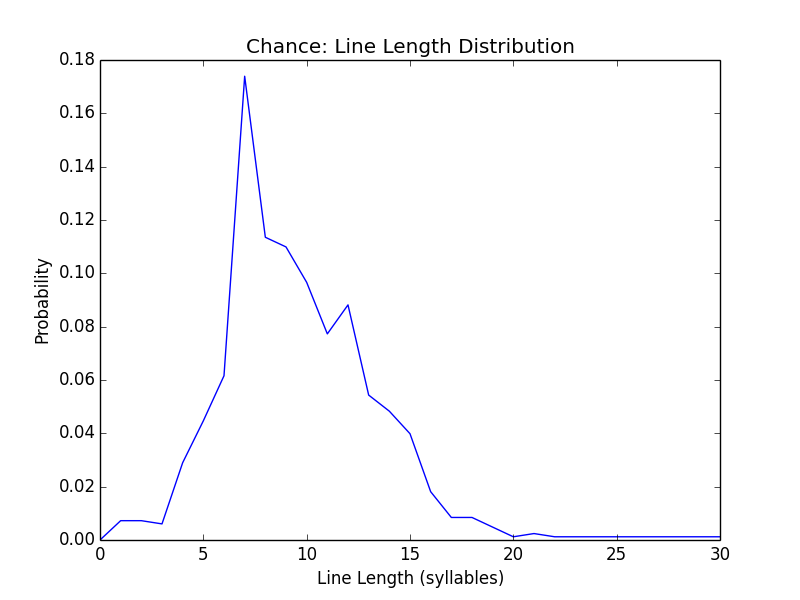 Chance: Line Length Distribution
0.18
0.16
0.14
0.12
0.10
0.08
0.06
0.04
0.02
0.00
Probability
0 5 10 15 20 25 30
Line Length (syllables)